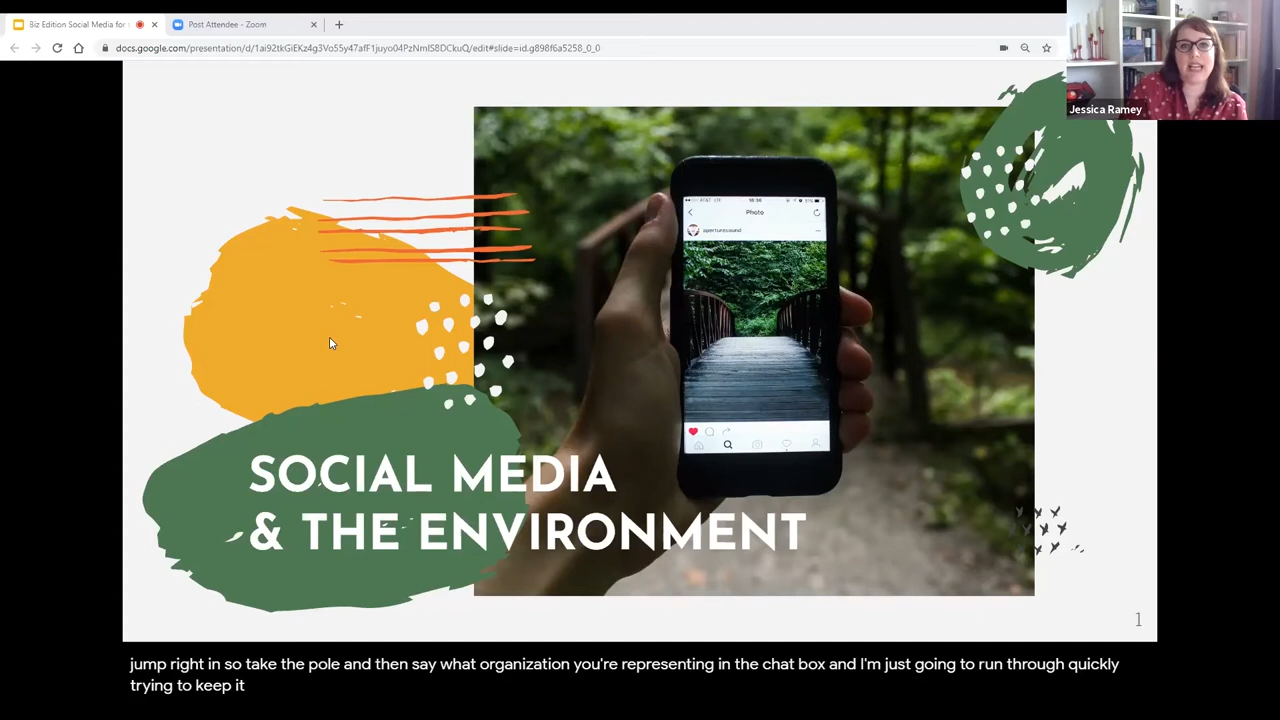 Biz Edition Social Media for
Post Attendee - Zoom
docs.google.com/presentation/d/1ai92tkGiEKz4g3Vo55y47afF1juyo04PzNmIS8DCkuQ/edit#slide=id.g898f6a5258_0_0
Jessica Ramey
Photo
SOCIAL MEDIA
& THE ENVIRONMENT
1
jump right in so take the pole and then say what organization you're representing in the chat box and I'm just going to run through quickly
trying to keep it